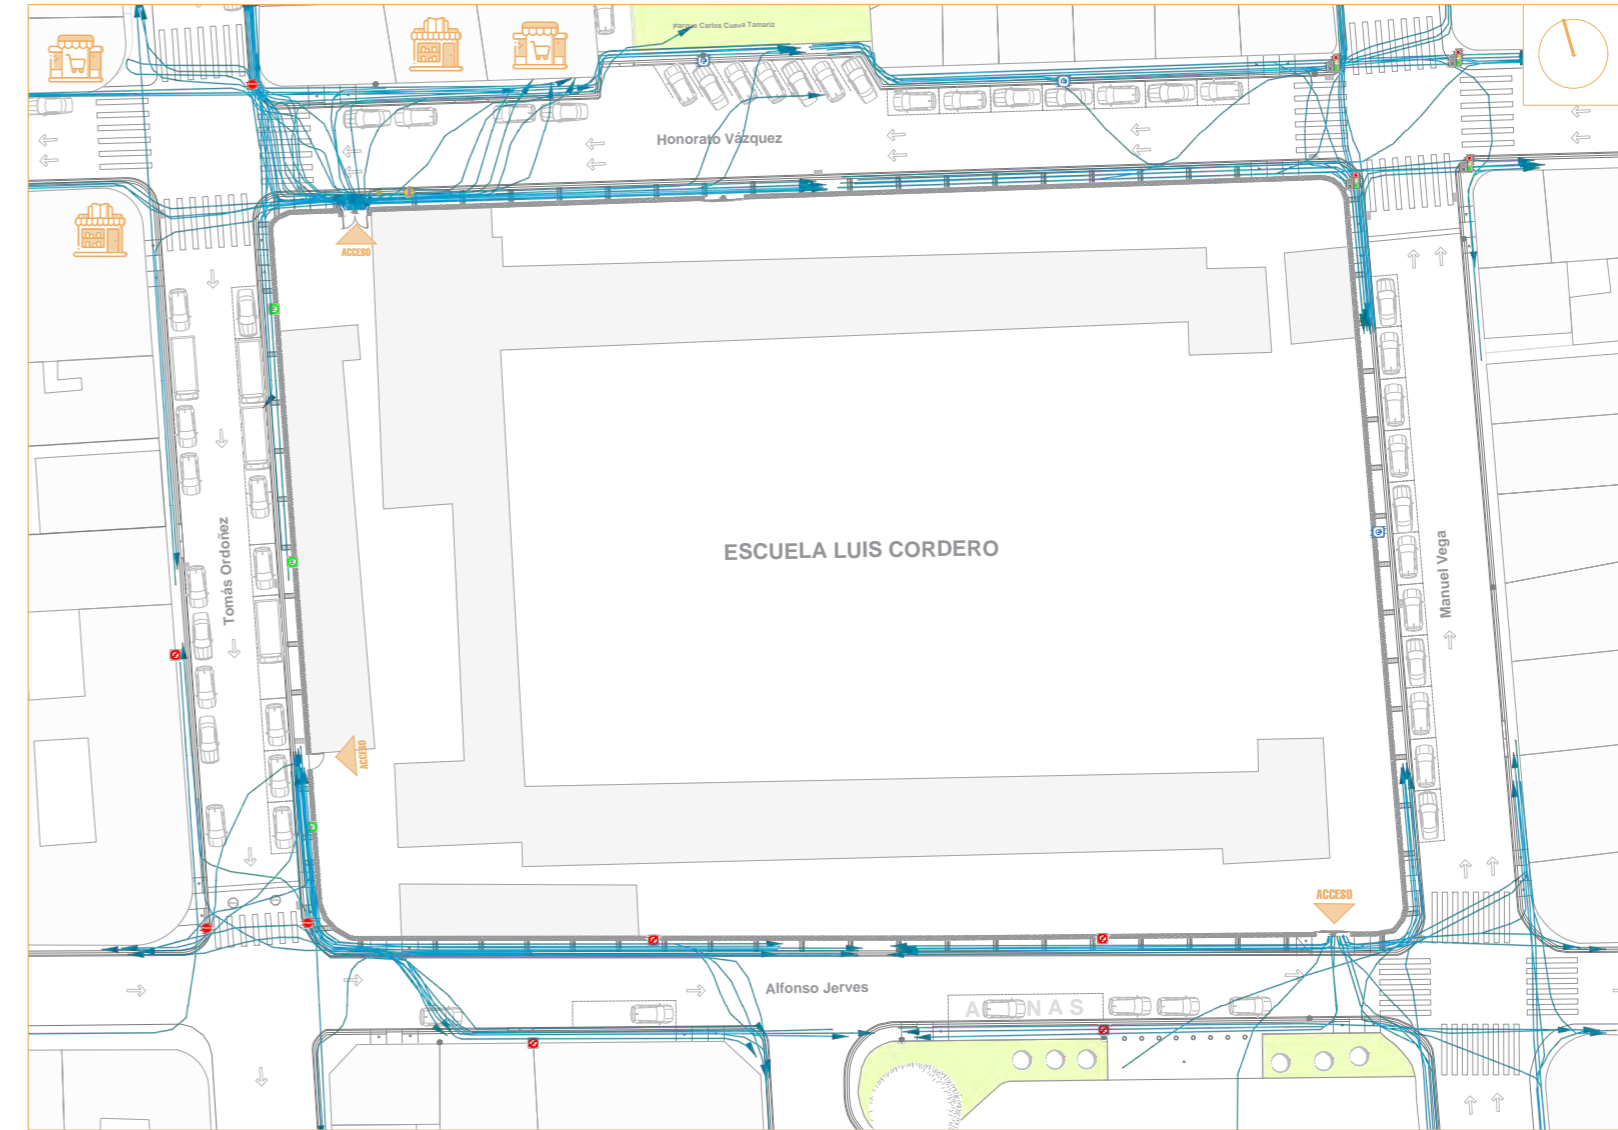 Parque Carlos Cueva Tamariz
Honorato Vázquez
ACCESO
ESCUELA LUIS CORDERO
Tomás Ordoñez
Manuel Vega
ACCESO
ACCESO
Alfonso Jerves